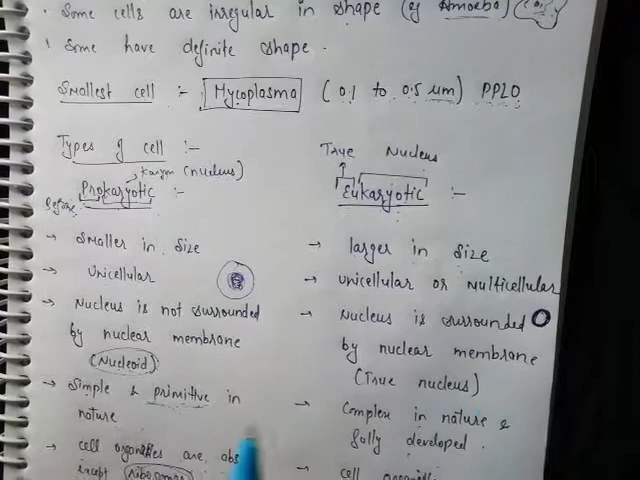 · Some cells are irregular in shape (eg Amoeba)
· Some have definite shape.
Smallest cell :- Mycoplasma (0.1 to 0.5 µm) PPLO
Types of cell :-
Karyon (nucleus)
Prokaryotic :-
Before
→ Smaller in size
→ Unicellular
→ Nucleus is not surrounded
by nuclear membrane
(Nucleoid)
→ Simple & primitive in
nature
→ cell organelles are abs
except ribosomes
True Nucleus
Eukaryotic :-
→ larger in size
→ Unicellular or Multicellular
→ Nucleus is surrounded
by nuclear membrane
(True nucleus)
→ Complex in nature &
fully developed.
→ cell